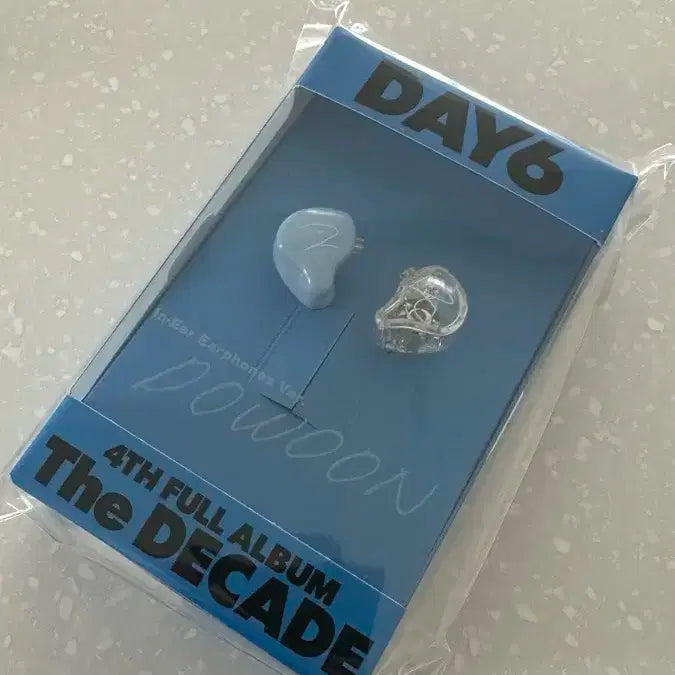 DAY6
In-Ear Earphones Ver.
DOWOON
4TH FULL ALBUM
The DECADE